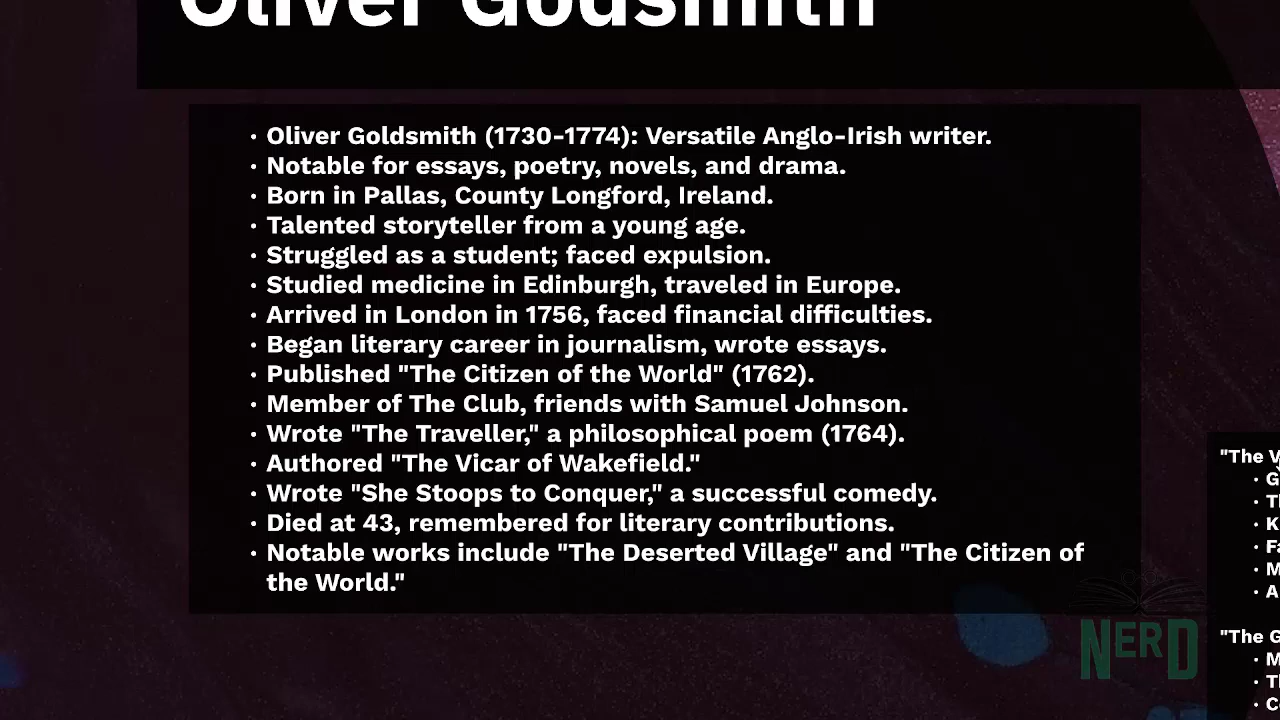 Oliver Godsmith
• Oliver Goldsmith (1730-1774): Versatile Anglo-Irish writer.
• Notable for essays, poetry, novels, and drama.
• Born in Pallas, County Longford, Ireland.
• Talented storyteller from a young age.
• Struggled as a student; faced expulsion.
• Studied medicine in Edinburgh, traveled in Europe.
• Arrived in London in 1756, faced financial difficulties.
• Began literary career in journalism, wrote essays.
• Published "The Citizen of the World" (1762).
• Member of The Club, friends with Samuel Johnson.
• Wrote "The Traveller," a philosophical poem (1764).
• Authored "The Vicar of Wakefield."
• Wrote "She Stoops to Conquer," a successful comedy.
• Died at 43, remembered for literary contributions.
• Notable works include "The Deserted Village" and "The Citizen of
the World."
"The
"The
NERD